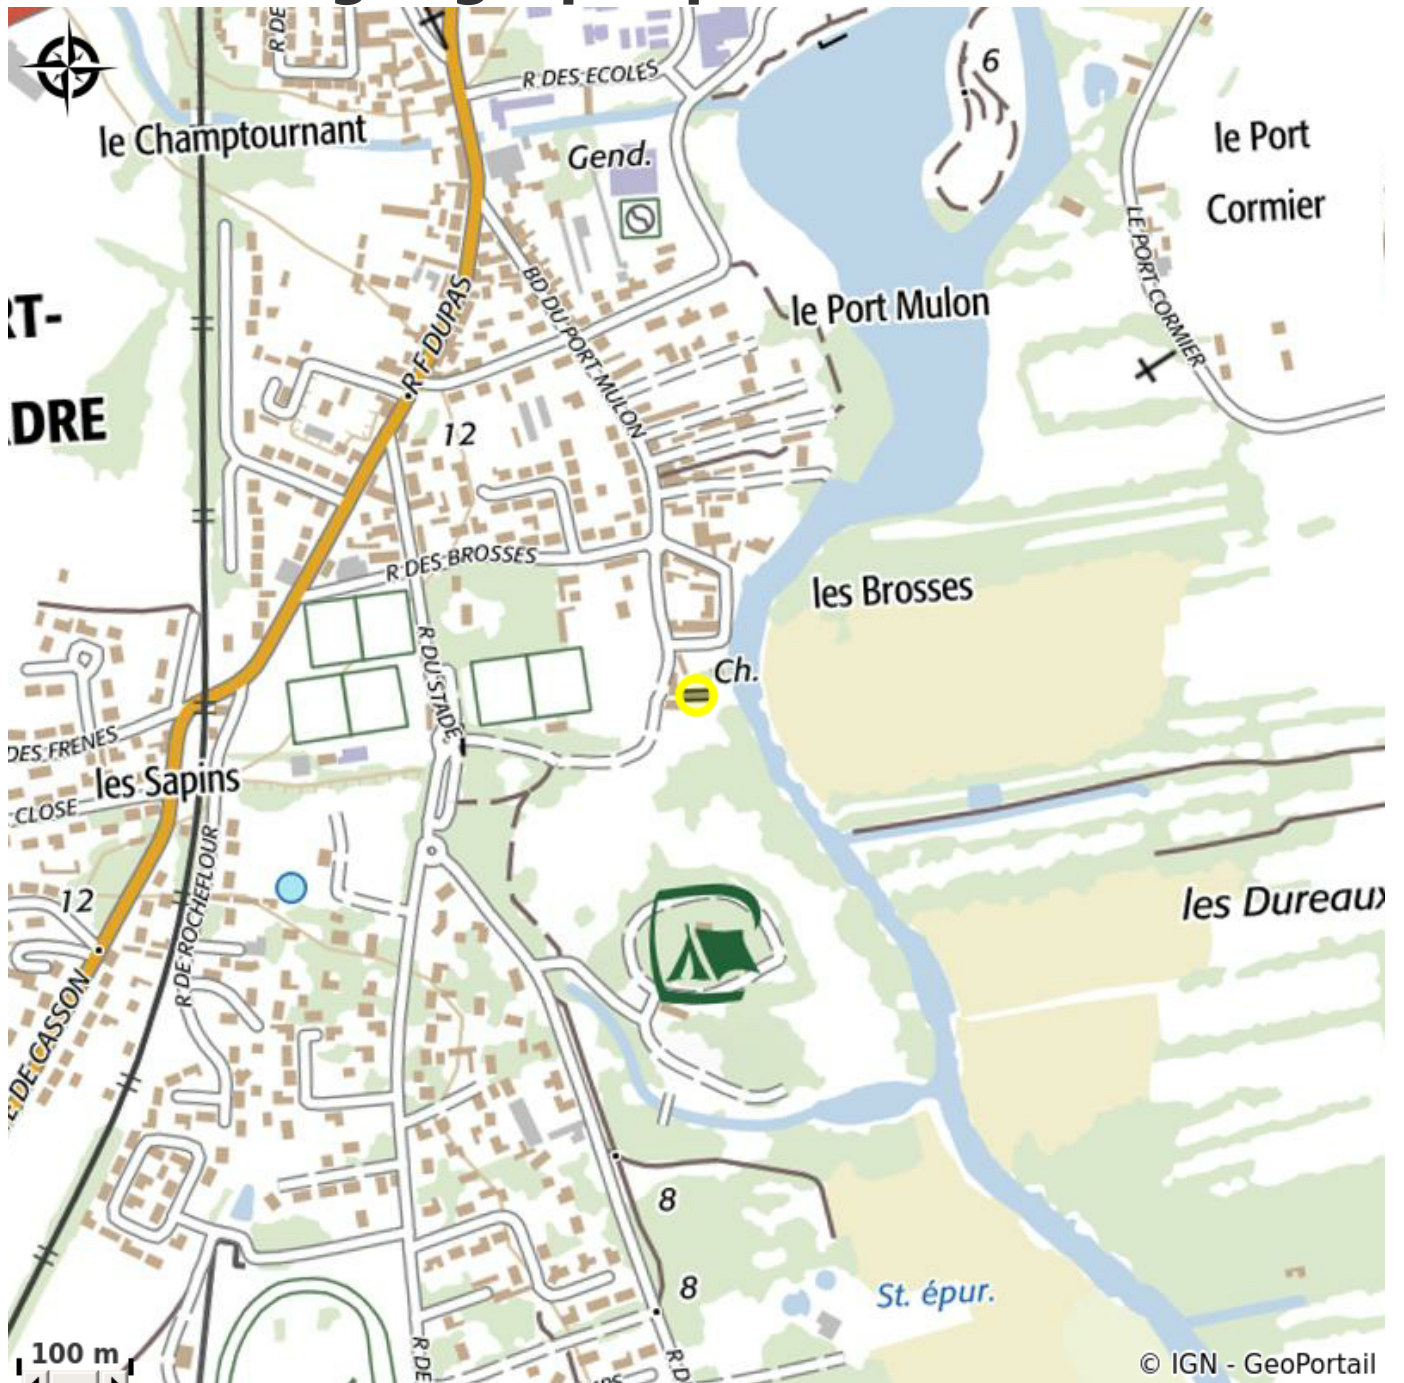 R DE
6
R DES ECOLES
le Champtournant
Gend.
le Port
Cormier
LE PORT CORMIER
BD DU PORT MULON
le Port Mulon
RT-
R F DUPAS
DRE
12
R DES BROSSES
les Brosses
R DU STADE
Ch.
DES FRENES
les Sapins
CLOSE
R DE ROCHEFLOUR
12
les Dureaux
E DE CASSON
8
8
St. épur.
R DE
R D
100 m
© IGN - GeoPortail